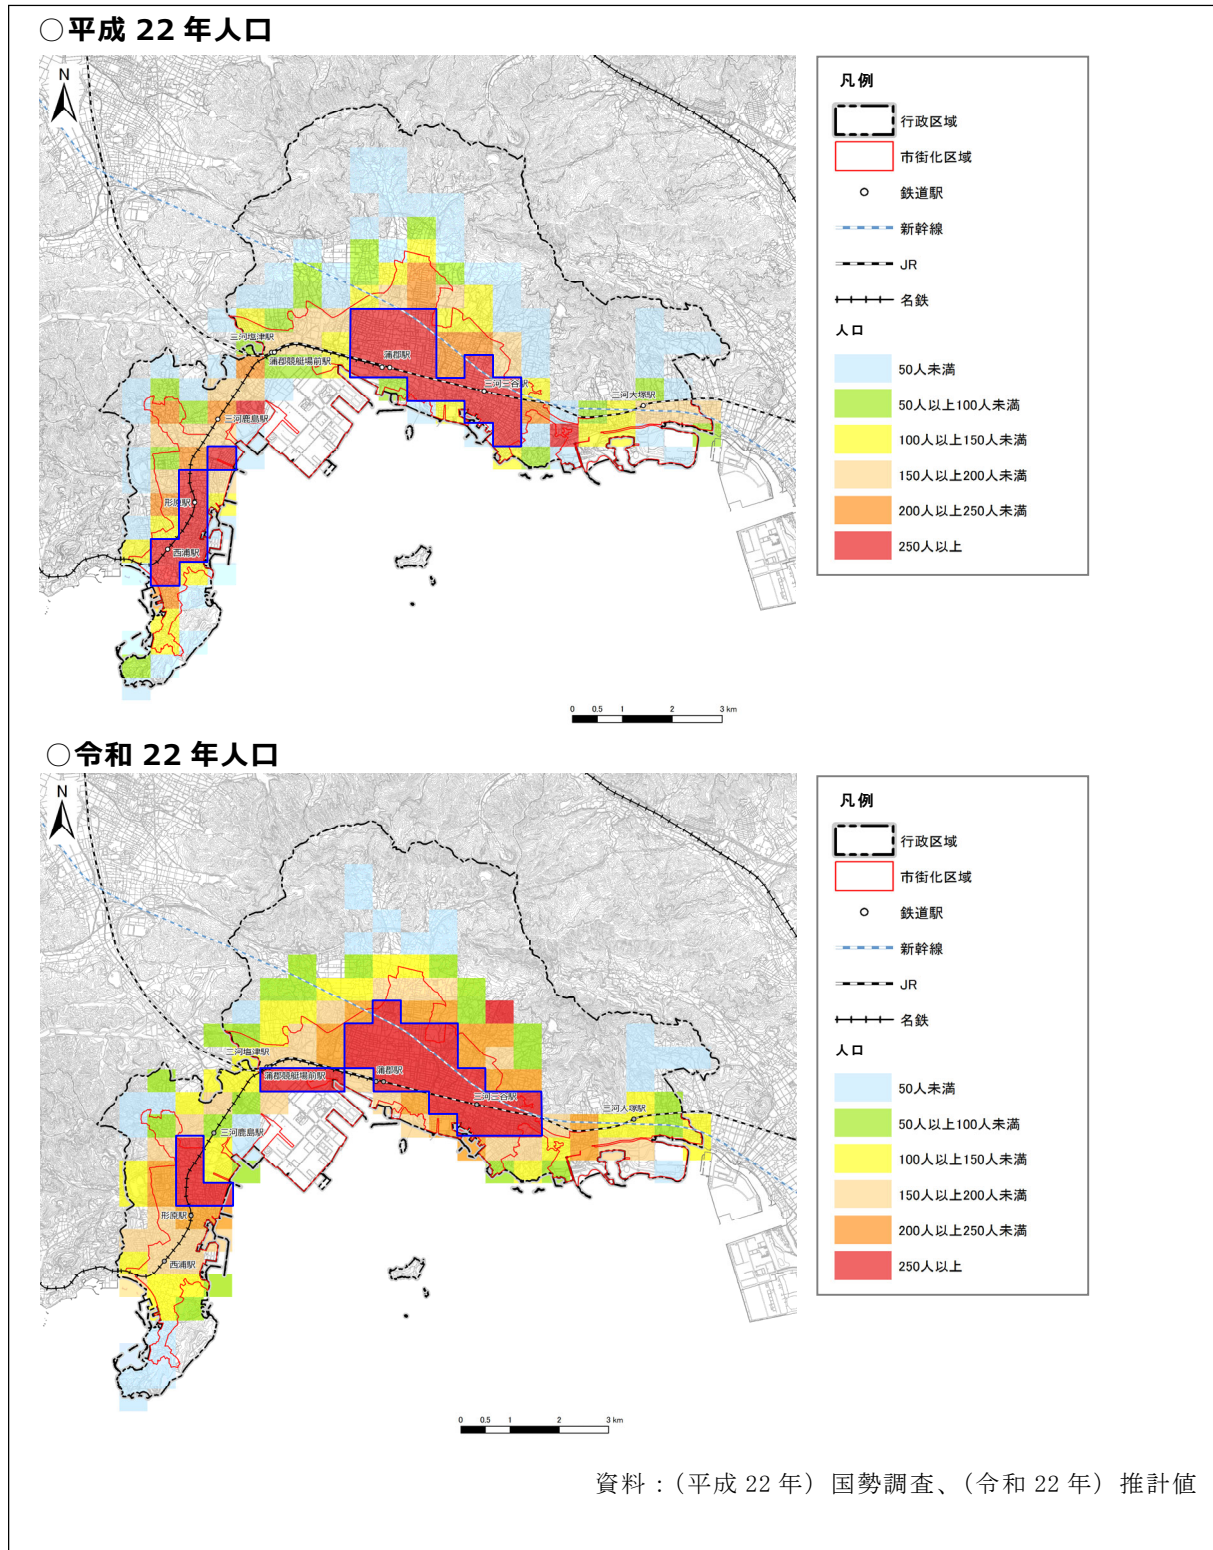 ○平成 22 年人口
N
三河塩津駅
蒲郡競艇場前駅
蒲郡駅
三河三谷駅
三河大塚駅
三河鹿島駅
形原駅
西浦駅
0 0.5 1 2 3 km
凡例
行政区域
市街化区域
鉄道駅
新幹線
JR
名鉄
人口
50人未満
50人以上100人未満
100人以上150人未満
150人以上200人未満
200人以上250人未満
250人以上
○令和 22 年人口
N
三河塩津駅
蒲郡競艇場前駅
蒲郡駅
三河三谷駅
三河大塚駅
三河鹿島駅
形原駅
西浦駅
0 0.5 1 2 3 km
凡例
行政区域
市街化区域
鉄道駅
新幹線
JR
名鉄
人口
50人未満
50人以上100人未満
100人以上150人未満
150人以上200人未満
200人以上250人未満
250人以上
資料：（平成 22 年）国勢調査、（令和 22 年）推計値